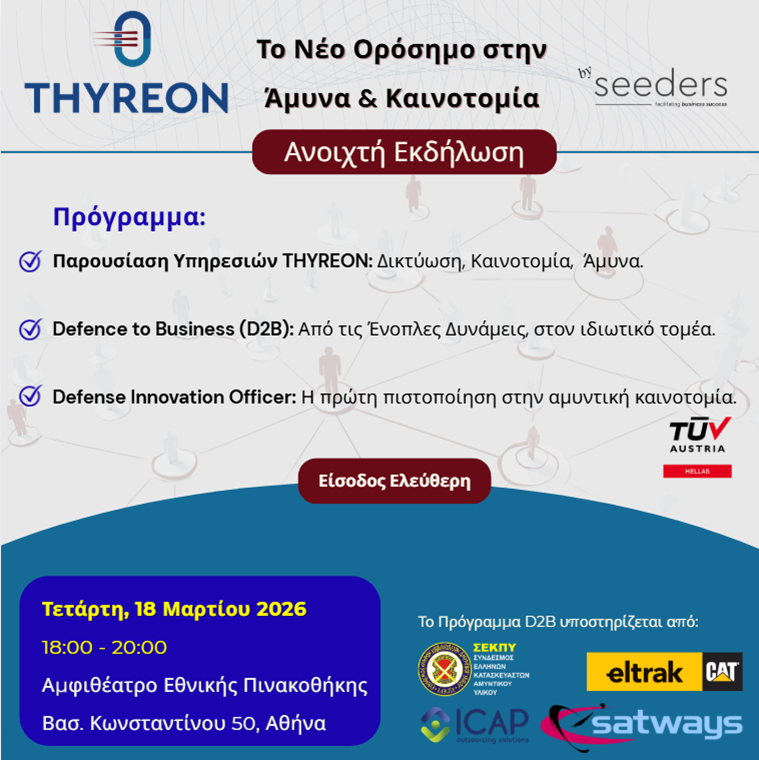 THYREON
Το Νέο Ορόσημο στην
Άμυνα & Καινοτομία
by seeders
facilitating business success
Ανοιχτή Εκδήλωση
Πρόγραμμα:
Παρουσίαση Υπηρεσιών THYREON: Δικτύωση, Καινοτομία, Άμυνα.
Defence to Business (D2B): Από τις Ένοπλες Δυνάμεις, στον ιδιωτικό τομέα.
Defense Innovation Officer: Η πρώτη πιστοποίηση στην αμυντική καινοτομία.
TÜV
AUSTRIA
HELLAS
Είσοδος Ελεύθερη
Τετάρτη, 18 Μαρτίου 2026
18:00 - 20:00
Αμφιθέατρο Εθνικής Πινακοθήκης
Βασ. Κωνσταντίνου 50, Αθήνα
Το Πρόγραμμα D2B υποστηρίζεται από:
ΣΕΚΠΥ
ΣΥΝΔΕΣΜΟΣ
ΕΛΛΗΝΩΝ
ΚΑΤΑΣΚΕΥΑΣΤΩΝ
ΑΜΥΝΤΙΚΟΥ
ΥΛΙΚΟΥ
eltrak CAT
ICAP
outsourcing solutions
satways